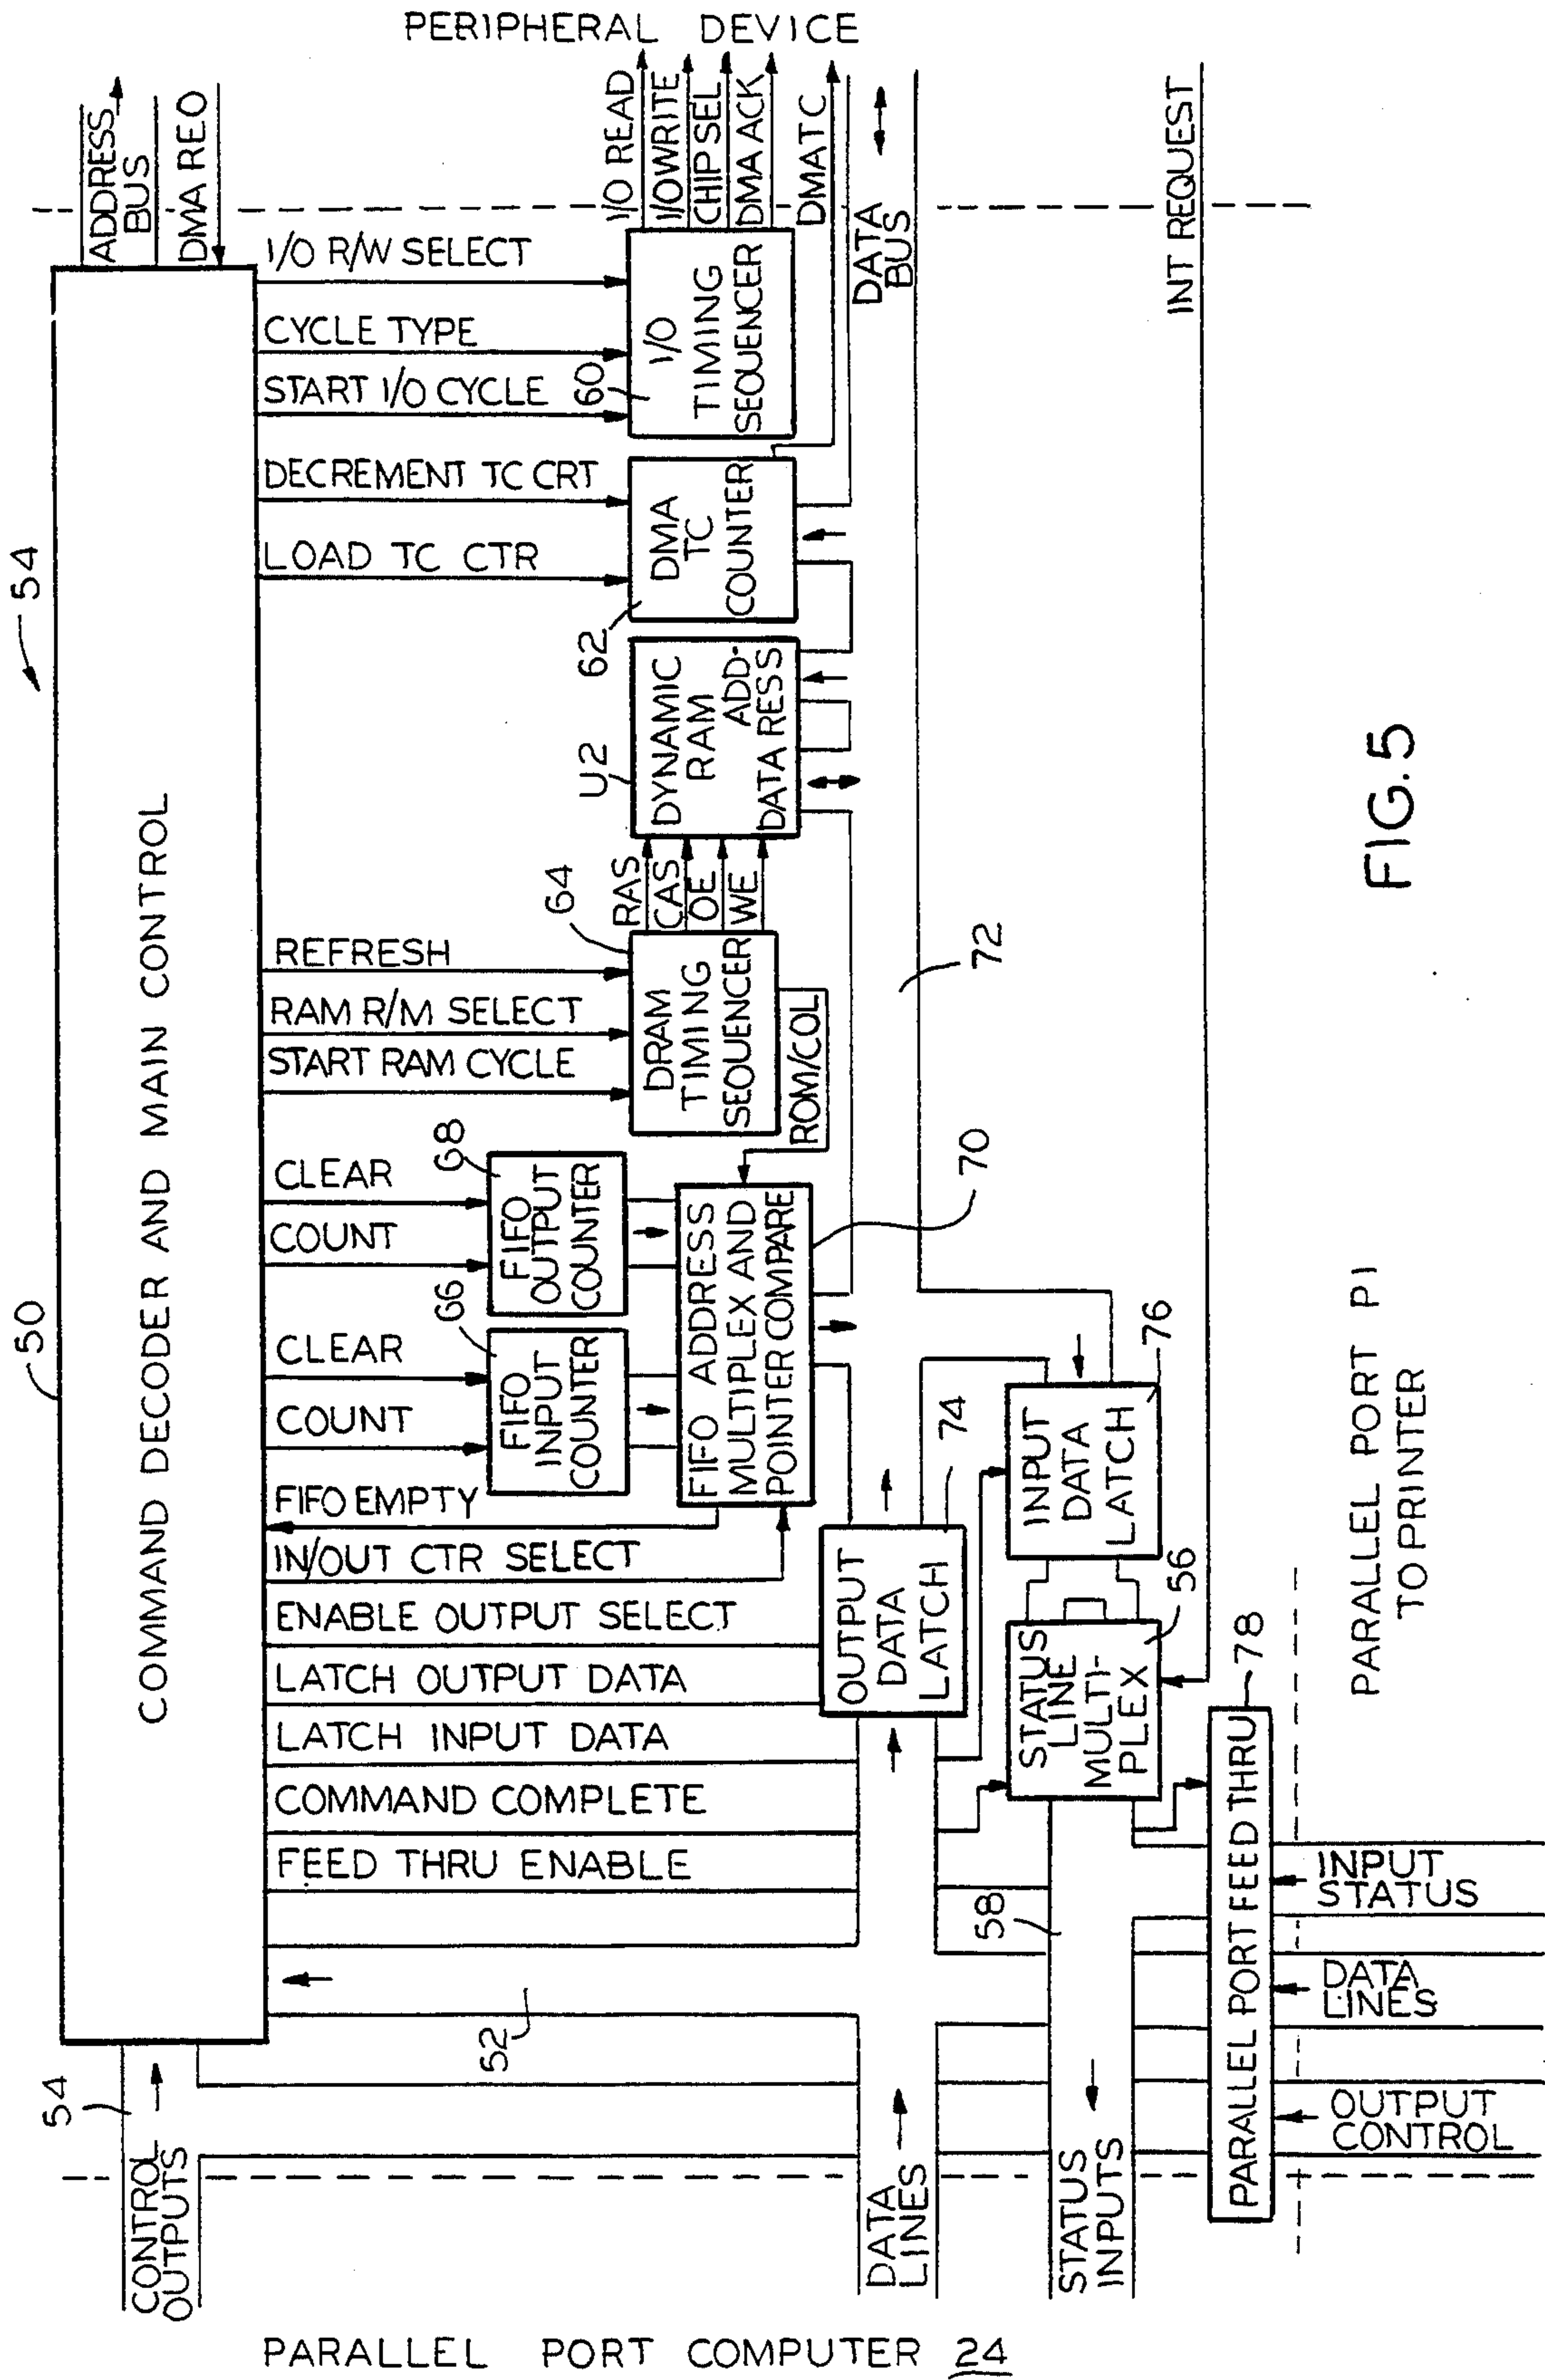 PARALLEL PORT COMPUTER 24
CONTROL
OUTPUTS
54
50
COMMAND DECODER AND MAIN CONTROL
54
ADDRESS
BUS
DMA REO
PERIPHERAL DEVICE
52
FEED THRU ENABLE
COMMAND COMPLETE
LATCH INPUT DATA
LATCH OUTPUT DATA
ENABLE OUTPUT SELECT
IN/OUT CTR SELECT
FIFO EMPTY
COUNT
CLEAR
COUNT
CLEAR
START RAM CYCLE
RAM R/M SELECT
REFRESH
LOAD TC CTR
DECREMENT TC CRT
START I/O CYCLE
CYCLE TYPE
I/O R/W SELECT
66
FIFO
INPUT
COUNTER
68
FIFO
OUTPUT
COUNTER
FIFO ADDRESS
MULTIPLEX AND
POINTER COMPARE
70
64
DRAM
TIMING
SEQUENCER
ROM/COL
RAS
CAS
OE
WE
U2
DYNAMIC
RAM
ADD-
DATA RESS
62
DMA
TC
COUNTER
60
I/O
TIMING
SEQUENCER
I/O READ
I/OWRITE
CHIP SEL
DMA ACK
DMATC
DATA
BUS
72
INT REQUEST
DATA
LINES
OUTPUT
DATA
LATCH
74
INPUT
DATA
LATCH
76
STATUS
LINE
MULTI-
PLEX
56
58
STATUS
INPUTS
PARALLEL PORT FEED THRU
78
OUTPUT
CONTROL
DATA
LINES
INPUT
STATUS
PARALLEL PORT P1
TO PRINTER
FIG.5